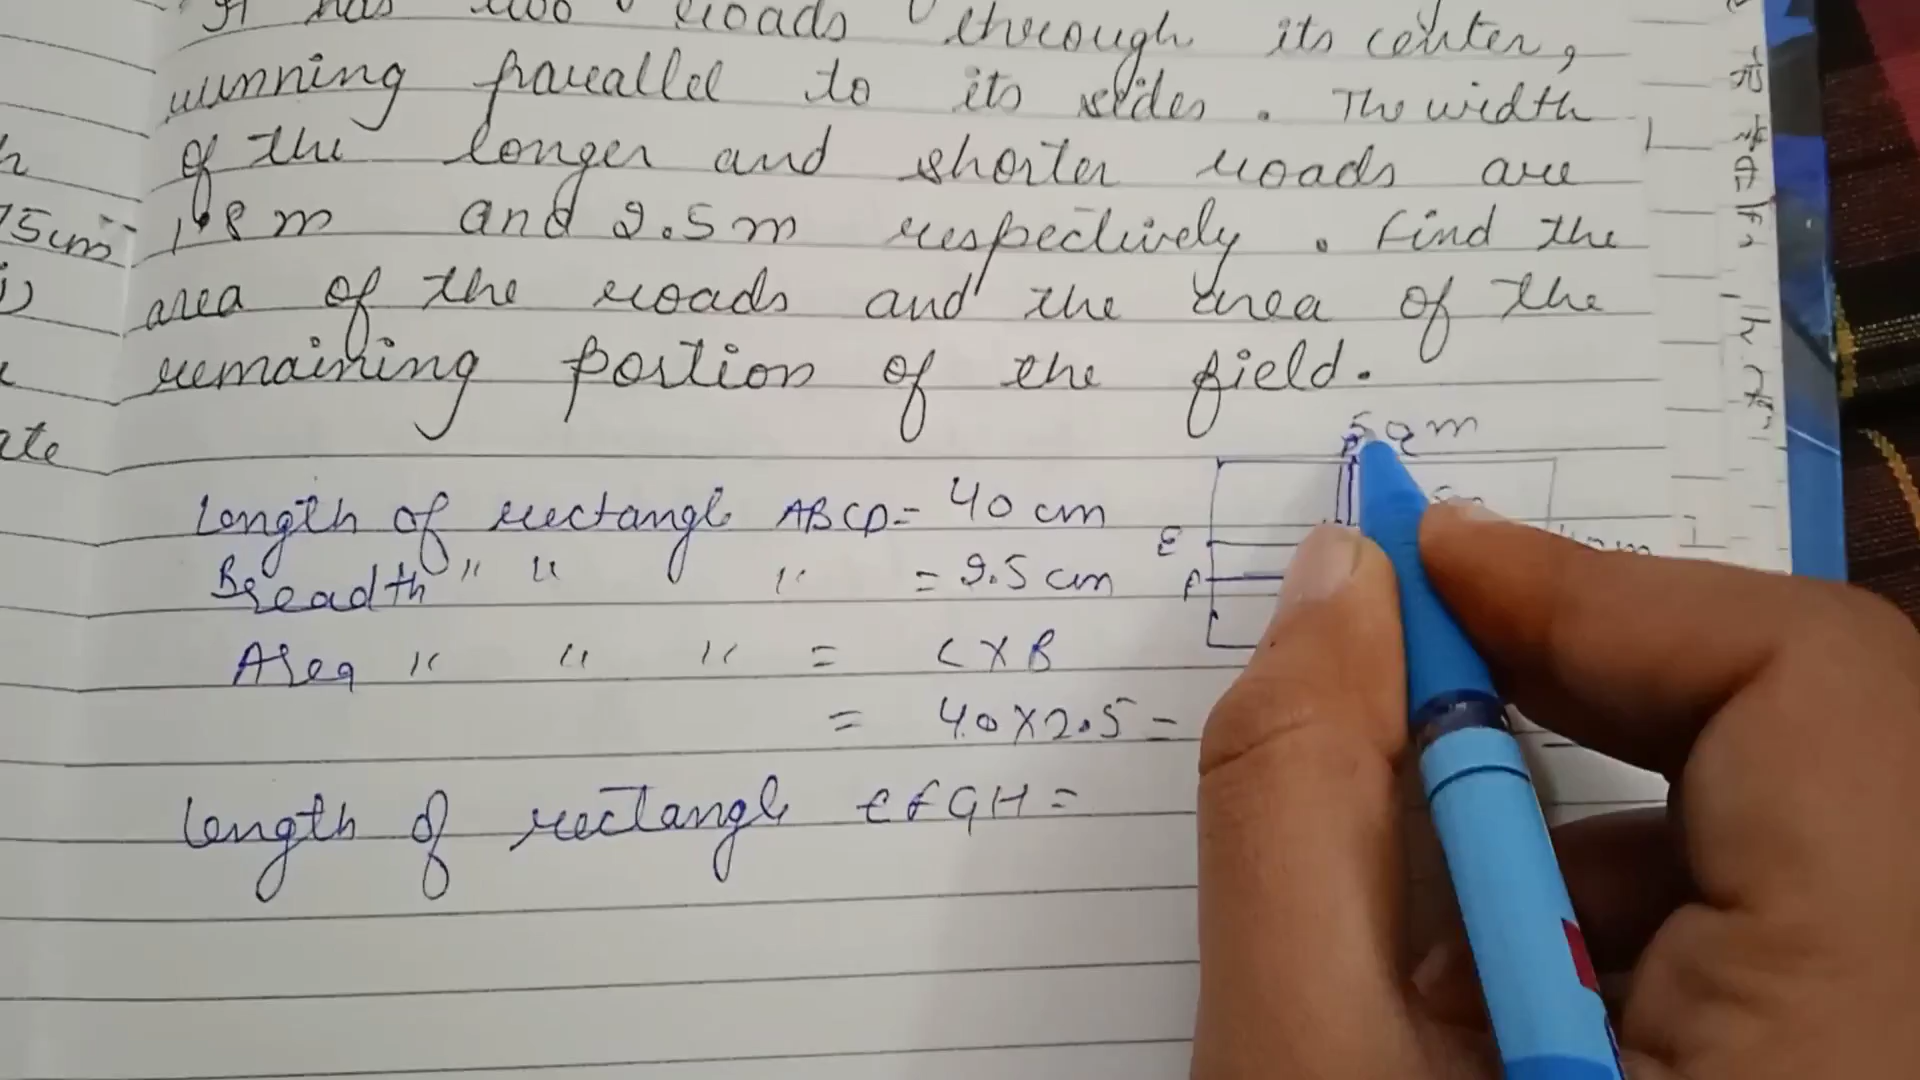 It has two roads through its center,
running parallel to its sides. The width
of the longer and shorter roads are
1.8 m and 2.5 m respectively. Find the
area of the roads and the area of the
remaining portion of the field.
75cm
i)
ate
Length of rectangle ABCD = 40 cm
Breadth " " " = 2.5 cm
Area " " " = L X B
= 40 X 2.5 =
Length of rectangle EFGH =
P Q m
E
F